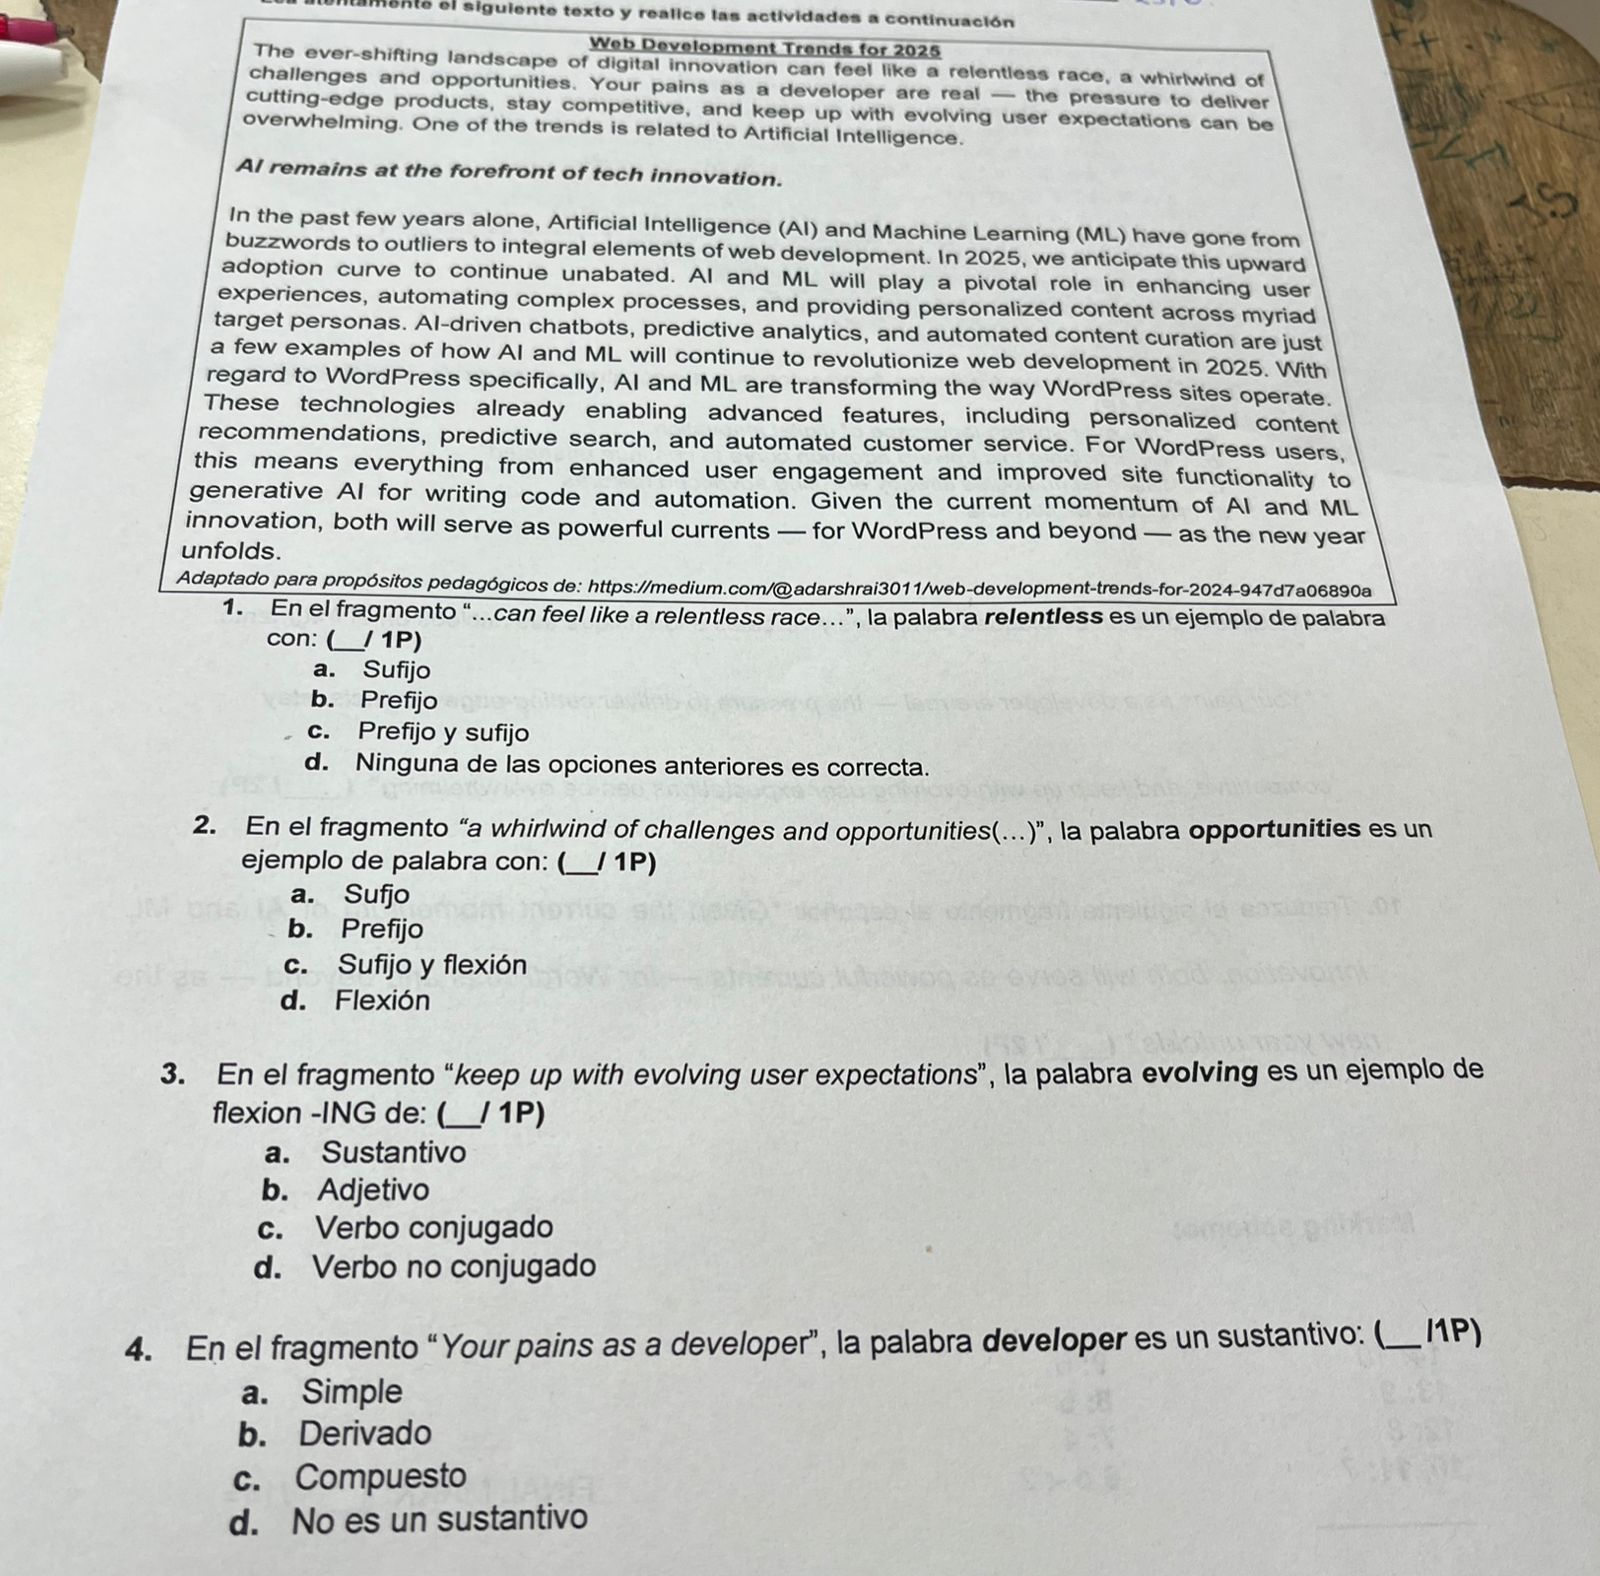 el siguiente texto y realice las actividades a continuación
Web Development Trends for 2025
The ever-shifting landscape of digital innovation can feel like a relentless race, a whirlwind of
challenges and opportunities. Your pains as a developer are real — the pressure to deliver
cutting-edge products, stay competitive, and keep up with evolving user expectations can be
overwhelming. One of the trends is related to Artificial Intelligence.
AI remains at the forefront of tech innovation.
In the past few years alone, Artificial Intelligence (AI) and Machine Learning (ML) have gone from
buzzwords to outliers to integral elements of web development. In 2025, we anticipate this upward
adoption curve to continue unabated. AI and ML will play a pivotal role in enhancing user
experiences, automating complex processes, and providing personalized content across myriad
target personas. AI-driven chatbots, predictive analytics, and automated content curation are just
a few examples of how AI and ML will continue to revolutionize web development in 2025. With
regard to WordPress specifically, AI and ML are transforming the way WordPress sites operate.
These technologies already enabling advanced features, including personalized content
recommendations, predictive search, and automated customer service. For WordPress users,
this means everything from enhanced user engagement and improved site functionality to
generative AI for writing code and automation. Given the current momentum of AI and ML
innovation, both will serve as powerful currents — for WordPress and beyond — as the new year
unfolds.
Adaptado para propósitos pedagógicos de: https://medium.com/@adarshrai3011/web-development-trends-for-2024-947d7a06890a
1. En el fragmento “...can feel like a relentless race...”, la palabra relentless es un ejemplo de palabra
con: (__/ 1P)
a. Sufijo
b. Prefijo
c. Prefijo y sufijo
d. Ninguna de las opciones anteriores es correcta.
2. En el fragmento “a whirlwind of challenges and opportunities(...)”, la palabra opportunities es un
ejemplo de palabra con: (__/ 1P)
a. Sufjo
b. Prefijo
c. Sufijo y flexión
d. Flexión
3. En el fragmento “keep up with evolving user expectations”, la palabra evolving es un ejemplo de
flexion -ING de: (__/ 1P)
a. Sustantivo
b. Adjetivo
c. Verbo conjugado
d. Verbo no conjugado
4. En el fragmento “Your pains as a developer”, la palabra developer es un sustantivo: (__ /1P)
a. Simple
b. Derivado
c. Compuesto
d. No es un sustantivo